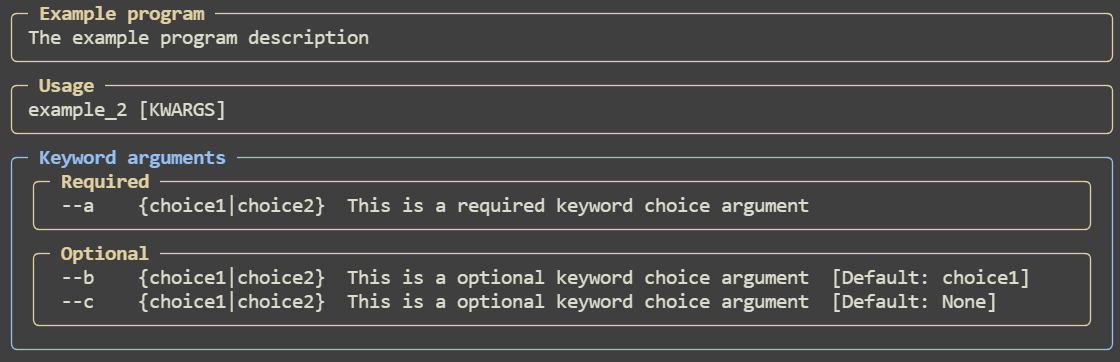 Example program
The example program description
Usage
example_2 [KWARGS]
Keyword arguments
Required
--a    {choice1|choice2}  This is a required keyword choice argument
Optional
--b    {choice1|choice2}  This is a optional keyword choice argument  [Default: choice1]
--c    {choice1|choice2}  This is a optional keyword choice argument  [Default: None]